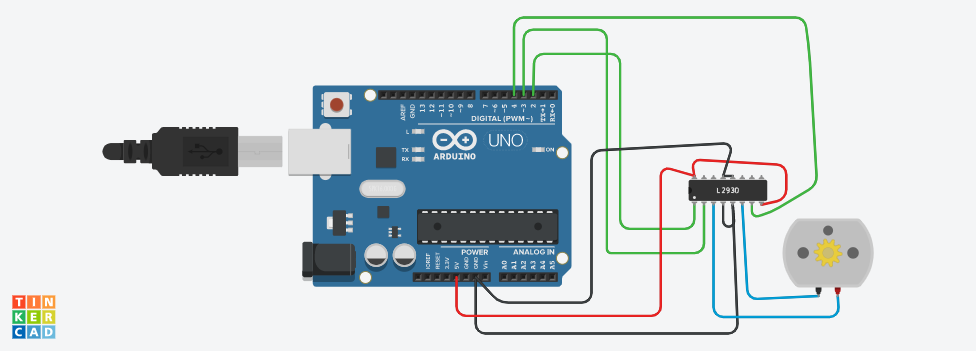 AREF
GND
13
12
~11
~10
~9
8
7
~6
~5
4
~3
2
TX→1
RX←0
DIGITAL (PWM~)
L
TX
RX
ARDUINO
UNO
ON
L293D
POWER
ANALOG IN
IOREF
RESET
3.3V
5V
GND
GND
Vin
A0
A1
A2
A3
A4
A5
TIN
KER
CAD